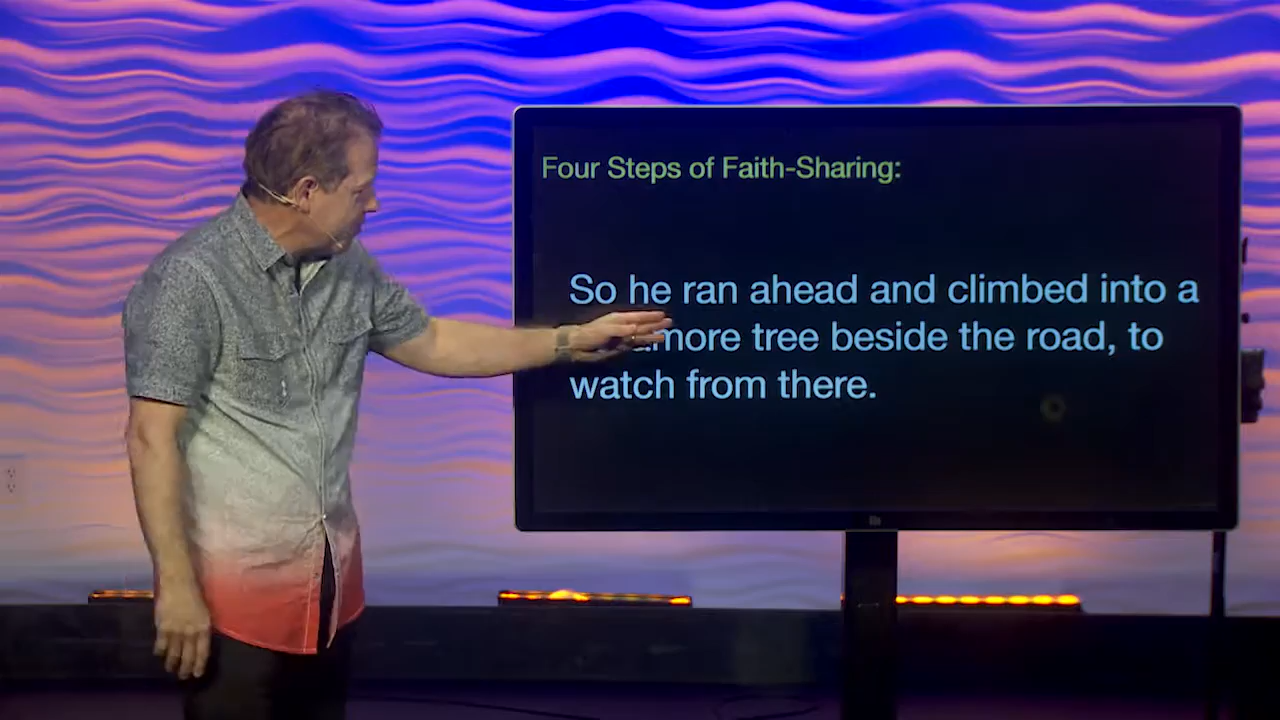 Four Steps of Faith-Sharing:
So he ran ahead and climbed into a
more tree beside the road, to
watch from there.